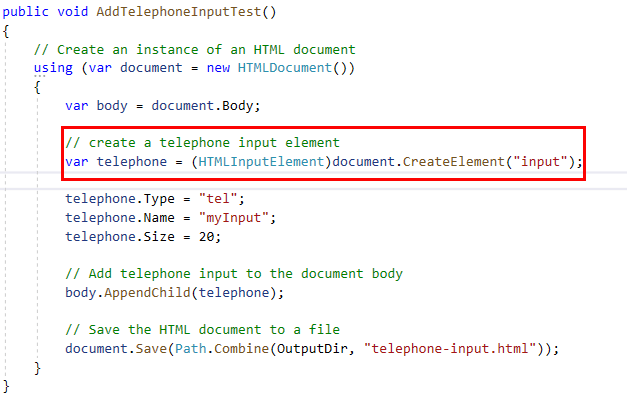 public void AddTelephoneInputTest()
{
    // Create an instance of an HTML document
    using (var document = new HTMLDocument())
    {
        var body = document.Body;

        // create a telephone input element
        var telephone = (HTMLInputElement)document.CreateElement("input");

        telephone.Type = "tel";
        telephone.Name = "myInput";
        telephone.Size = 20;

        // Add telephone input to the document body
        body.AppendChild(telephone);

        // Save the HTML document to a file
        document.Save(Path.Combine(OutputDir, "telephone-input.html"));
    }
}